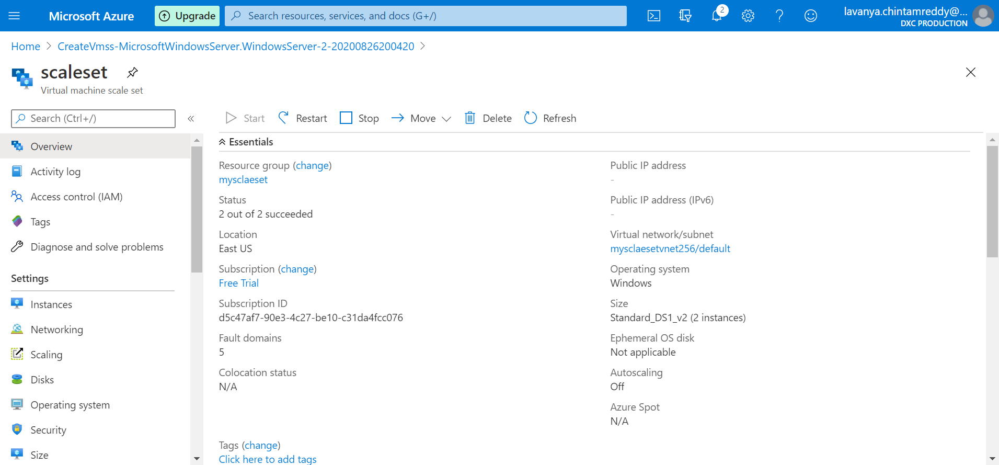 Microsoft Azure
Upgrade
Search resources, services, and docs (G+/)
2
lavanya.chintamreddy@...
DXC PRODUCTION
Home > CreateVmss-MicrosoftWindowsServer.WindowsServer-2-20200826200420 >
scaleset
Virtual machine scale set
Search (Ctrl+/)
«
Start
Restart
Stop
Move
Delete
Refresh
Overview
Activity log
Access control (IAM)
Tags
Diagnose and solve problems
Settings
Instances
Networking
Scaling
Disks
Operating system
Security
Size
Essentials
Resource group (change)
mysclaeset
Status
2 out of 2 succeeded
Location
East US
Subscription (change)
Free Trial
Subscription ID
d5c47af7-90e3-4c27-be10-c31da4fcc076
Fault domains
5
Colocation status
N/A
Public IP address
-
Public IP address (IPv6)
-
Virtual network/subnet
mysclaesetvnet256/default
Operating system
Windows
Size
Standard_DS1_v2 (2 instances)
Ephemeral OS disk
Not applicable
Autoscaling
Off
Azure Spot
N/A
Tags (change)
Click here to add tags